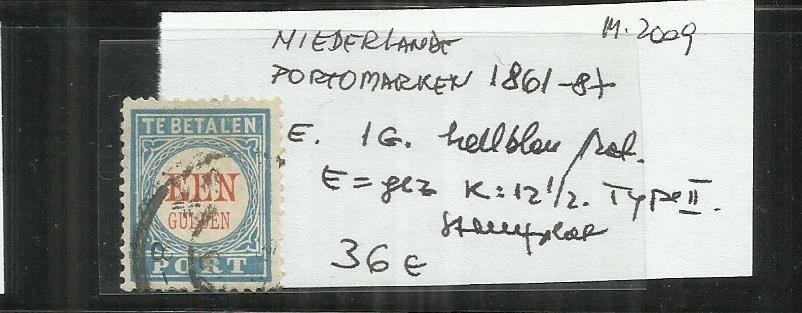 M. 2009
NIEDERLANDE
PORTOMARKEN 1861-87
E. 1G. hellblau/rot.
E = gez K = 12 1/2. Type II.
36 €
TE BETALEN
EEN
GULDEN
PORT